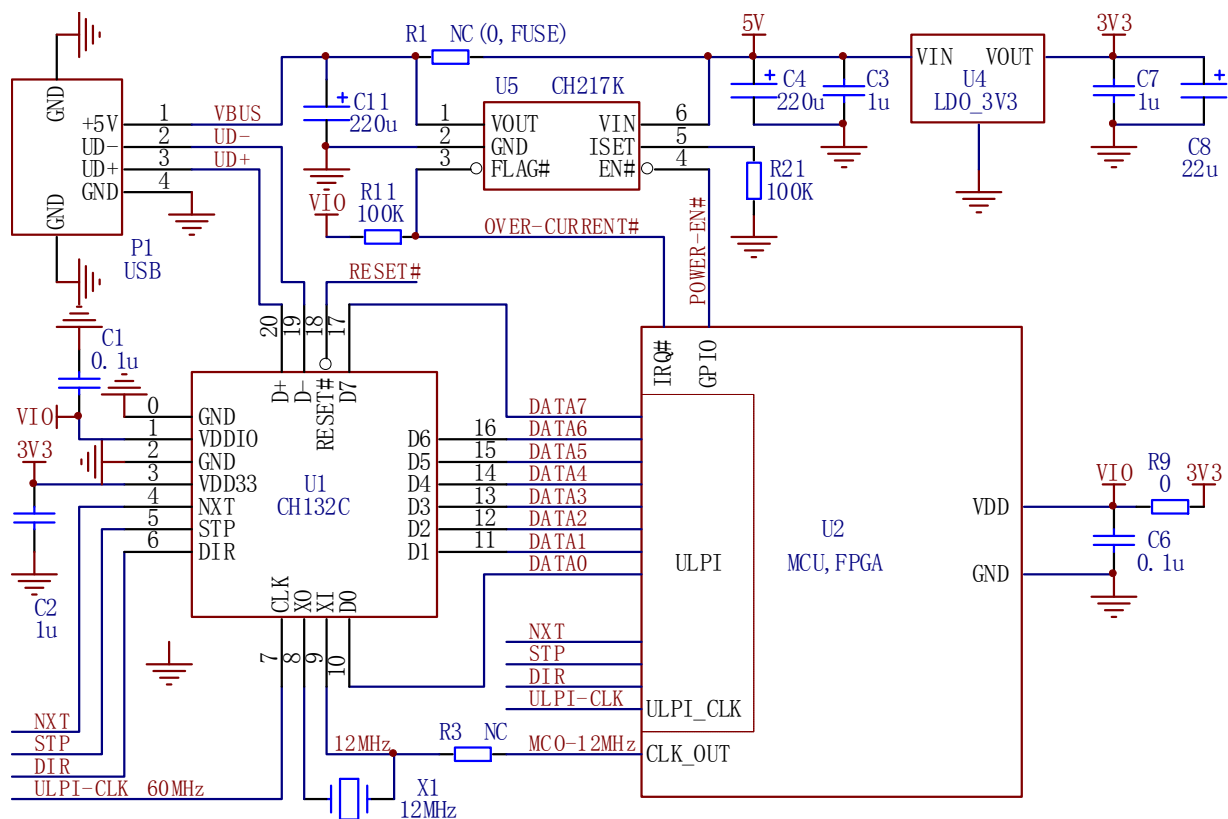 R1 NC(0,FUSE)
5V
3V3
GND
+5V
UD-
UD+
GND
GND
1
2
3
4
VBUS
UD-
UD+
P1
USB
C11
220u
U5 CH217K
1
2
3
VOUT
GND
FLAG#
VIN
ISET
EN#
6
5
4
C4
220u
C3
1u
VIN VOUT
U4
LDO_3V3
C7
1u
C8
22u
VIO
R11
100K
R21
100K
OVER-CURRENT#
POWER-EN#
RESET#
C1
0.1u
VIO
3V3
C2
1u
20
19
18
17
D+
D-
RESET#
D7
0
1
2
3
4
5
6
GND
VDDIO
GND
VDD33
NXT
STP
DIR
U1
CH132C
D6
D5
D4
D3
D2
D1
16
15
14
13
12
11
CLK
XO
XI
D0
7
8
9
10
DATA7
DATA6
DATA5
DATA4
DATA3
DATA2
DATA1
DATA0
NXT
STP
DIR
ULPI-CLK
IRQ#
GPIO
ULPI
ULPI_CLK
CLK_OUT
U2
MCU,FPGA
VDD
GND
VIO
R9
0
3V3
C6
0.1u
NXT
STP
DIR
ULPI-CLK 60MHz
12MHz
R3 NC
MCO-12MHz
X1
12MHz